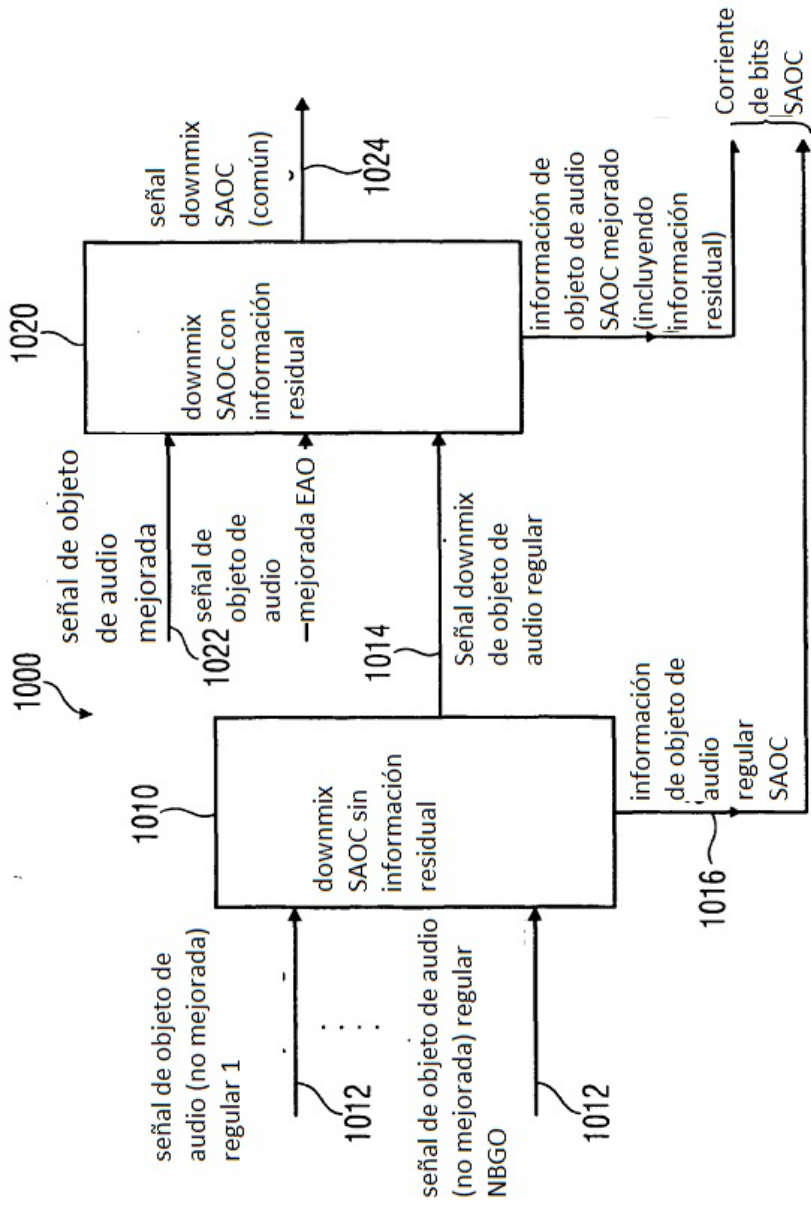 1000
señal de objeto de
audio (no mejorada)
regular 1
1012
señal de objeto de audio
(no mejorada) regular
NBGO
1012
1010
downmix
SAOC sin
información
residual
información
de objeto de
audio
regular
SAOC
1016
señal de objeto
de audio
mejorada
1022
señal de
objeto de
audio
mejorada EAO
1014
Señal downmix
de objeto de
audio regular
1020
downmix
SAOC con
información
residual
señal
downmix
SAOC
(común)
1024
información de
objeto de audio
SAOC mejorado
(incluyendo
información
residual)
Corriente
de bits
SAOC